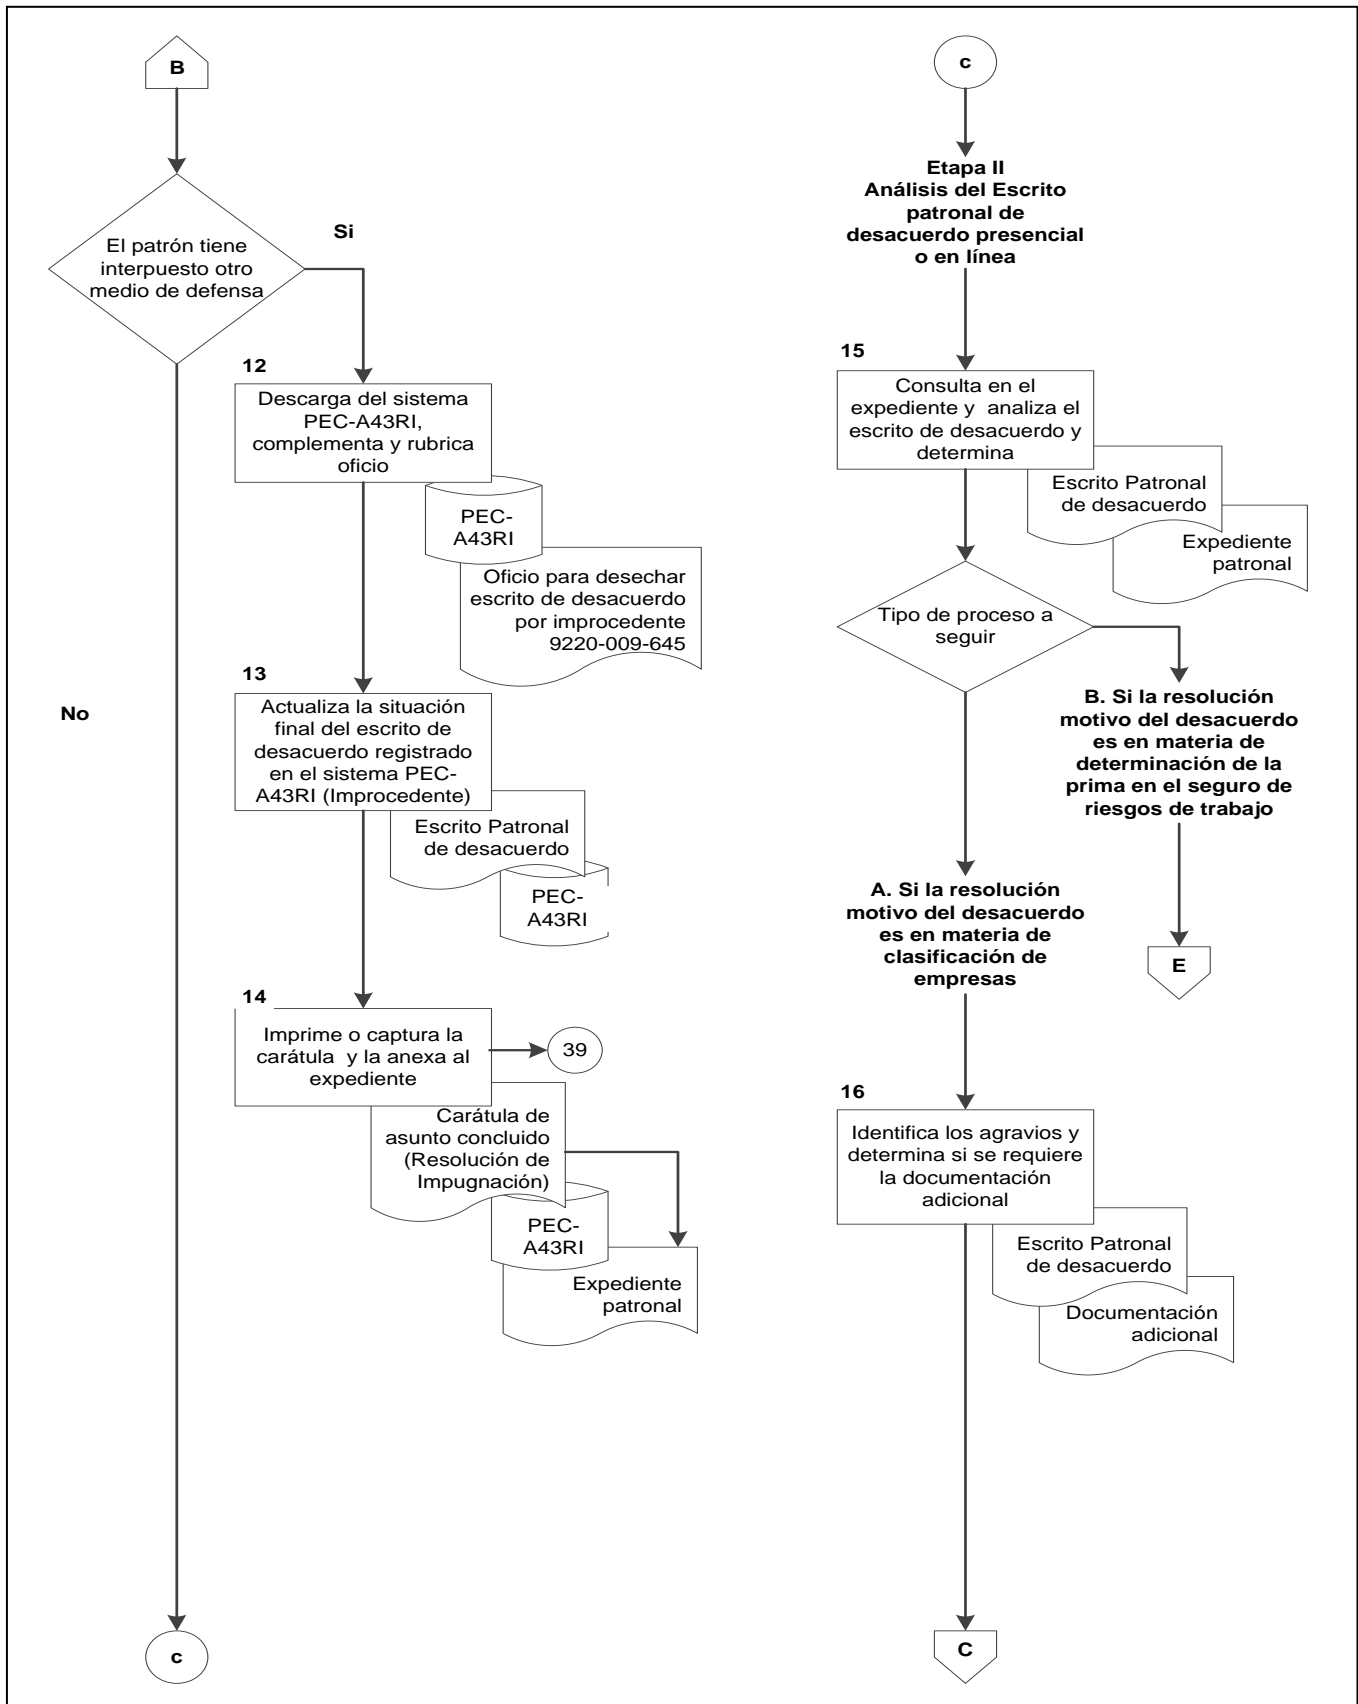 B
El patrón tiene
interpuesto otro
medio de defensa
Si
12
Descarga del sistema
PEC-A43RI,
complementa y rubrica
oficio
PEC-
A43RI
Oficio para desechar
escrito de desacuerdo
por improcedente
9220-009-645
No
13
Actualiza la situación
final del escrito de
desacuerdo registrado
en el sistema PEC-
A43RI (Improcedente)
Escrito Patronal
de desacuerdo
PEC-
A43RI
14
Imprime o captura la
carátula y la anexa al
expediente
39
Carátula de
asunto concluido
(Resolución de
Impugnación)
PEC-
A43RI
Expediente
patronal
c
c
Etapa II
Análisis del Escrito
patronal de
desacuerdo presencial
o en línea
15
Consulta en el
expediente y analiza el
escrito de desacuerdo y
determina
Escrito Patronal
de desacuerdo
Expediente
patronal
Tipo de proceso a
seguir
B. Si la resolución
motivo del desacuerdo
es en materia de
determinación de la
prima en el seguro de
riesgos de trabajo
E
A. Si la resolución
motivo del desacuerdo
es en materia de
clasificación de
empresas
16
Identifica los agravios y
determina si se requiere
la documentación
adicional
Escrito Patronal
de desacuerdo
Documentación
adicional
C